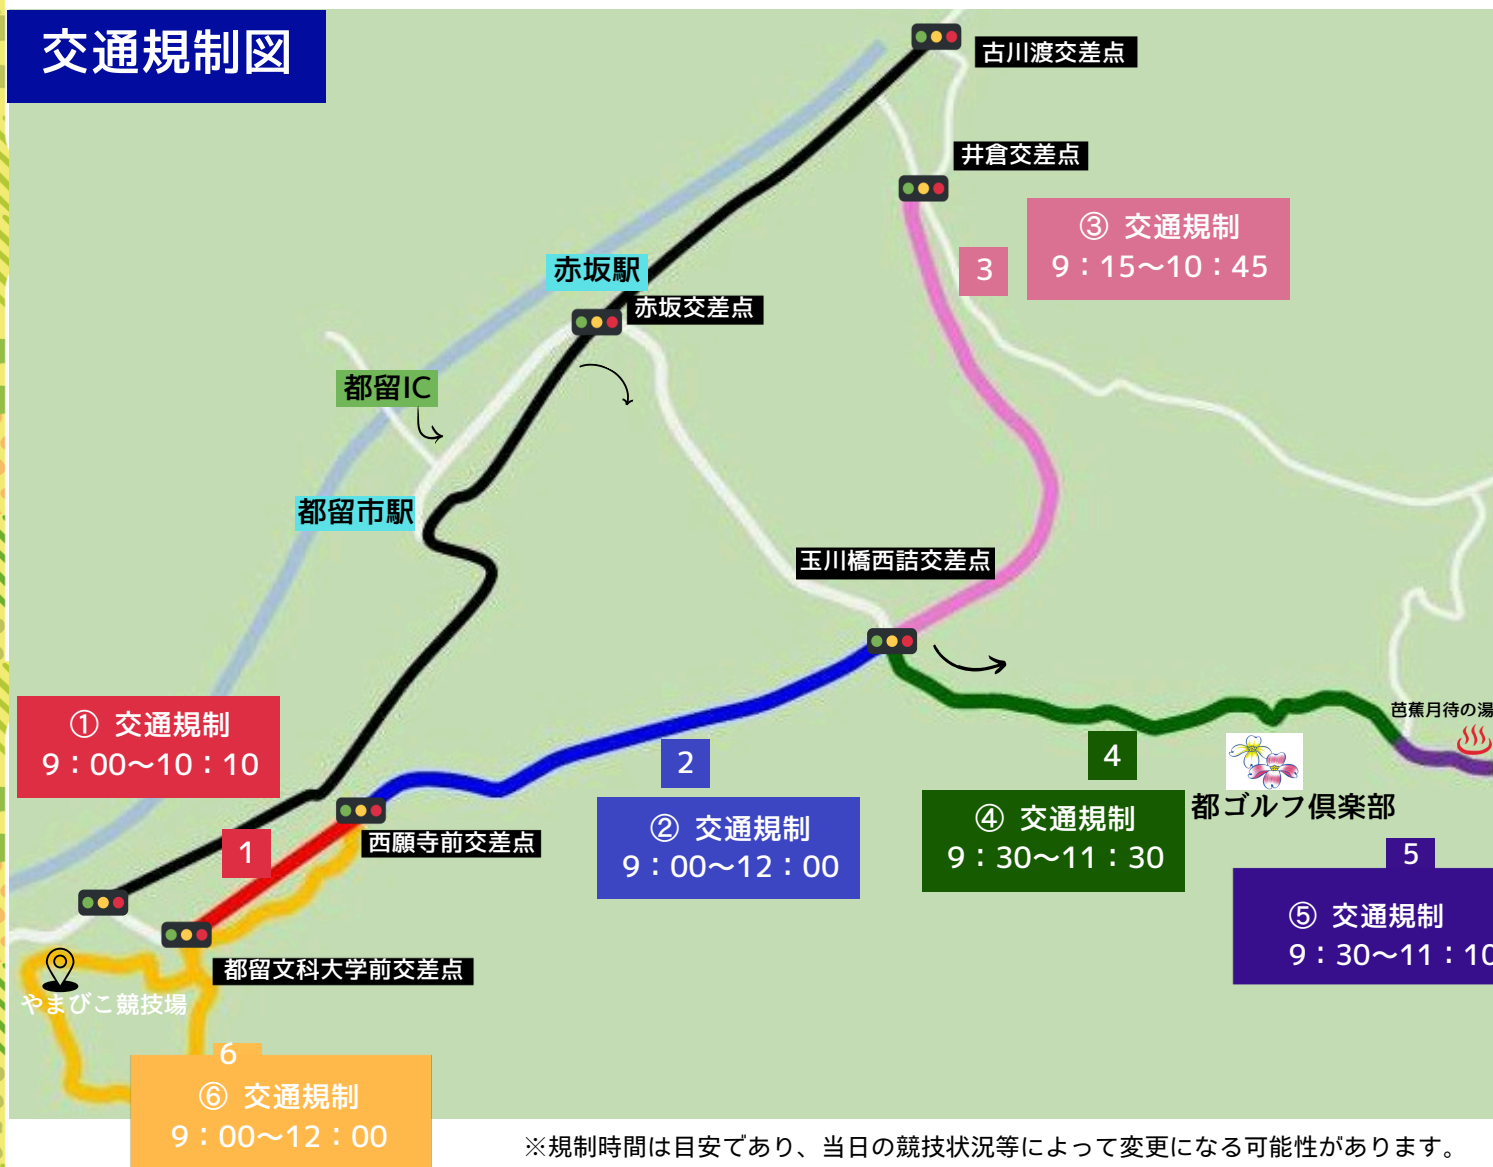 交通規制図
古川渡交差点
井倉交差点
③ 交通規制
9：15～10：45
3
赤坂駅
赤坂交差点
都留IC
都留市駅
玉川橋西詰交差点
① 交通規制
9：00～10：10
芭蕉月待の湯
2
4
都ゴルフ倶楽部
② 交通規制
9：00～12：00
④ 交通規制
9：30～11：30
1
西願寺前交差点
5
⑤ 交通規制
9：30～11：10
都留文科大学前交差点
やまびこ競技場
6
⑥ 交通規制
9：00～12：00
※規制時間は目安であり、当日の競技状況等によって変更になる可能性があります。